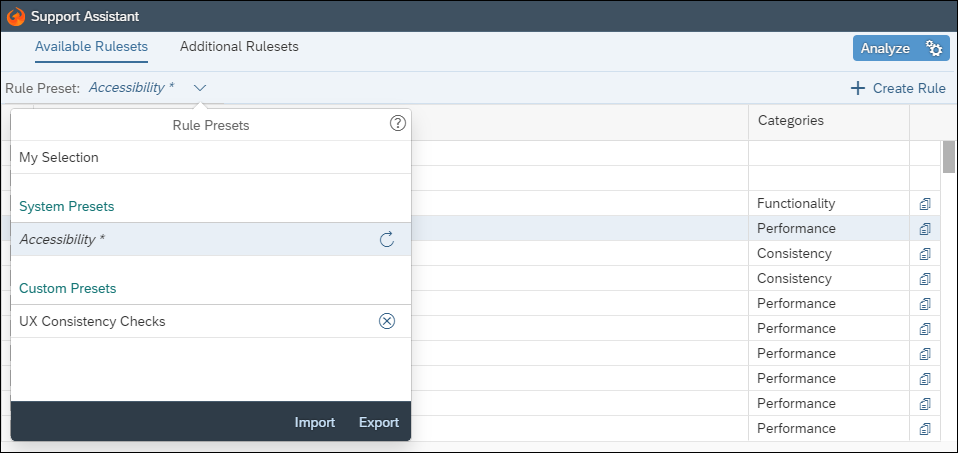 Support Assistant
Available Rulesets Additional Rulesets Analyze
Rule Preset: Accessibility * Create Rule
Rule Presets ?
Categories
My Selection
System Presets
Functionality
Performance
Accessibility *
Consistency
Consistency
Custom Presets
Performance
UX Consistency Checks
Performance
Performance
Performance
Performance
Import Export
Performance